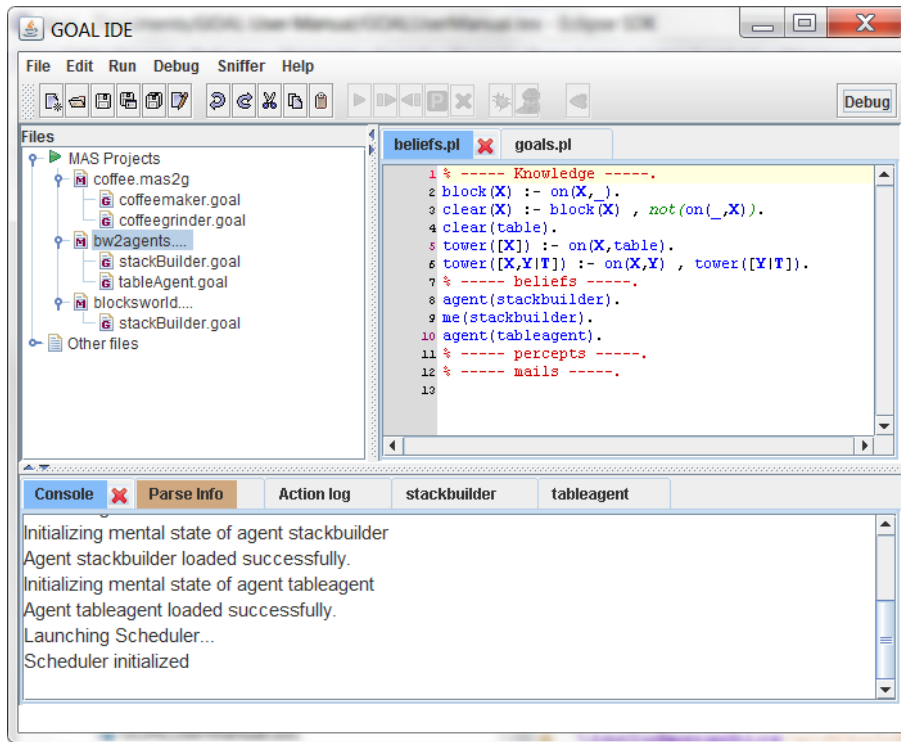 GOAL IDE
File Edit Run Debug Sniffer Help
Debug
Files
MAS Projects
coffee.mas2g
coffeemaker.goal
coffeegrinder.goal
bw2agents....
stackBuilder.goal
tableAgent.goal
blocksworld....
stackBuilder.goal
Other files
beliefs.pl goals.pl
1 % ----- Knowledge -----.
2 block(X) :- on(X,_).
3 clear(X) :- block(X) , not(on(_,X)).
4 clear(table).
5 tower([X]) :- on(X,table).
6 tower([X,Y|T]) :- on(X,Y) , tower([Y|T]).
7 % ----- beliefs -----.
8 agent(stackbuilder).
9 me(stackbuilder).
10 agent(tableagent).
11 % ----- percepts -----.
12 % ----- mails -----.
13
Console Parse Info Action log stackbuilder tableagent
Initializing mental state of agent stackbuilder
Agent stackbuilder loaded successfully.
Initializing mental state of agent tableagent
Agent tableagent loaded successfully.
Launching Scheduler...
Scheduler initialized